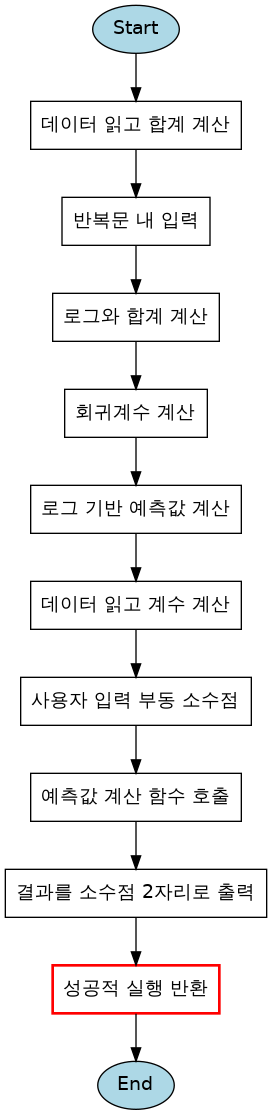 Start
데이터 읽고 합계 계산
반복문 내 입력
로그와 합계 계산
회귀계수 계산
로그 기반 예측값 계산
데이터 읽고 계수 계산
사용자 입력 부동 소수점
예측값 계산 함수 호출
결과를 소수점 2자리로 출력
성공적 실행 반환
End